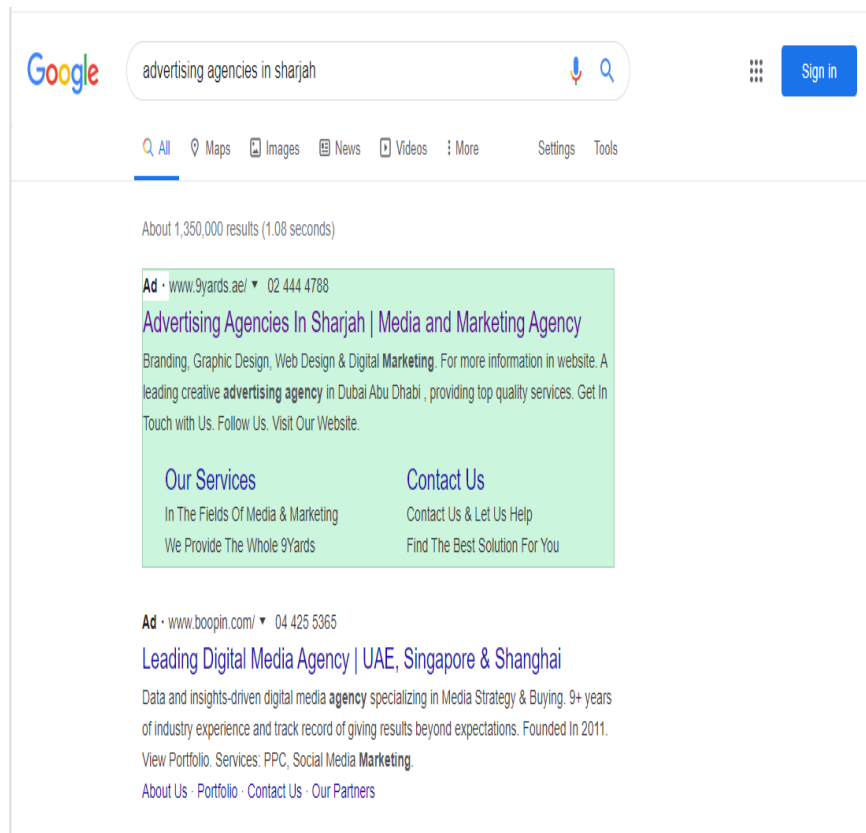 Google
advertising agencies in sharjah
Sign in
All Maps Images News Videos More Settings Tools
About 1,350,000 results (1.08 seconds)
Ad · www.9yards.ae/ 02 444 4788
Advertising Agencies In Sharjah | Media and Marketing Agency
Branding, Graphic Design, Web Design & Digital Marketing. For more information in website. A
leading creative advertising agency in Dubai Abu Dhabi , providing top quality services. Get In
Touch with Us. Follow Us. Visit Our Website.
Our Services
In The Fields Of Media & Marketing
We Provide The Whole 9Yards
Contact Us
Contact Us & Let Us Help
Find The Best Solution For You
Ad · www.boopin.com/ 04 425 5365
Leading Digital Media Agency | UAE, Singapore & Shanghai
Data and insights-driven digital media agency specializing in Media Strategy & Buying. 9+ years
of industry experience and track record of giving results beyond expectations. Founded In 2011.
View Portfolio. Services: PPC, Social Media Marketing.
About Us · Portfolio · Contact Us · Our Partners